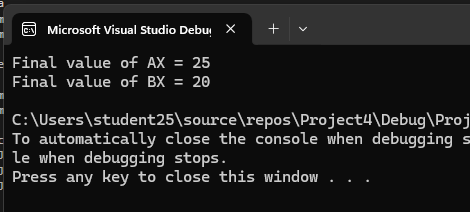 Microsoft Visual Studio Debug
Final value of AX = 25
Final value of BX = 20
C:\Users\student25\source\repos\Project4\Debug\Proj
To automatically close the console when debugging s
le when debugging stops.
Press any key to close this window . . .